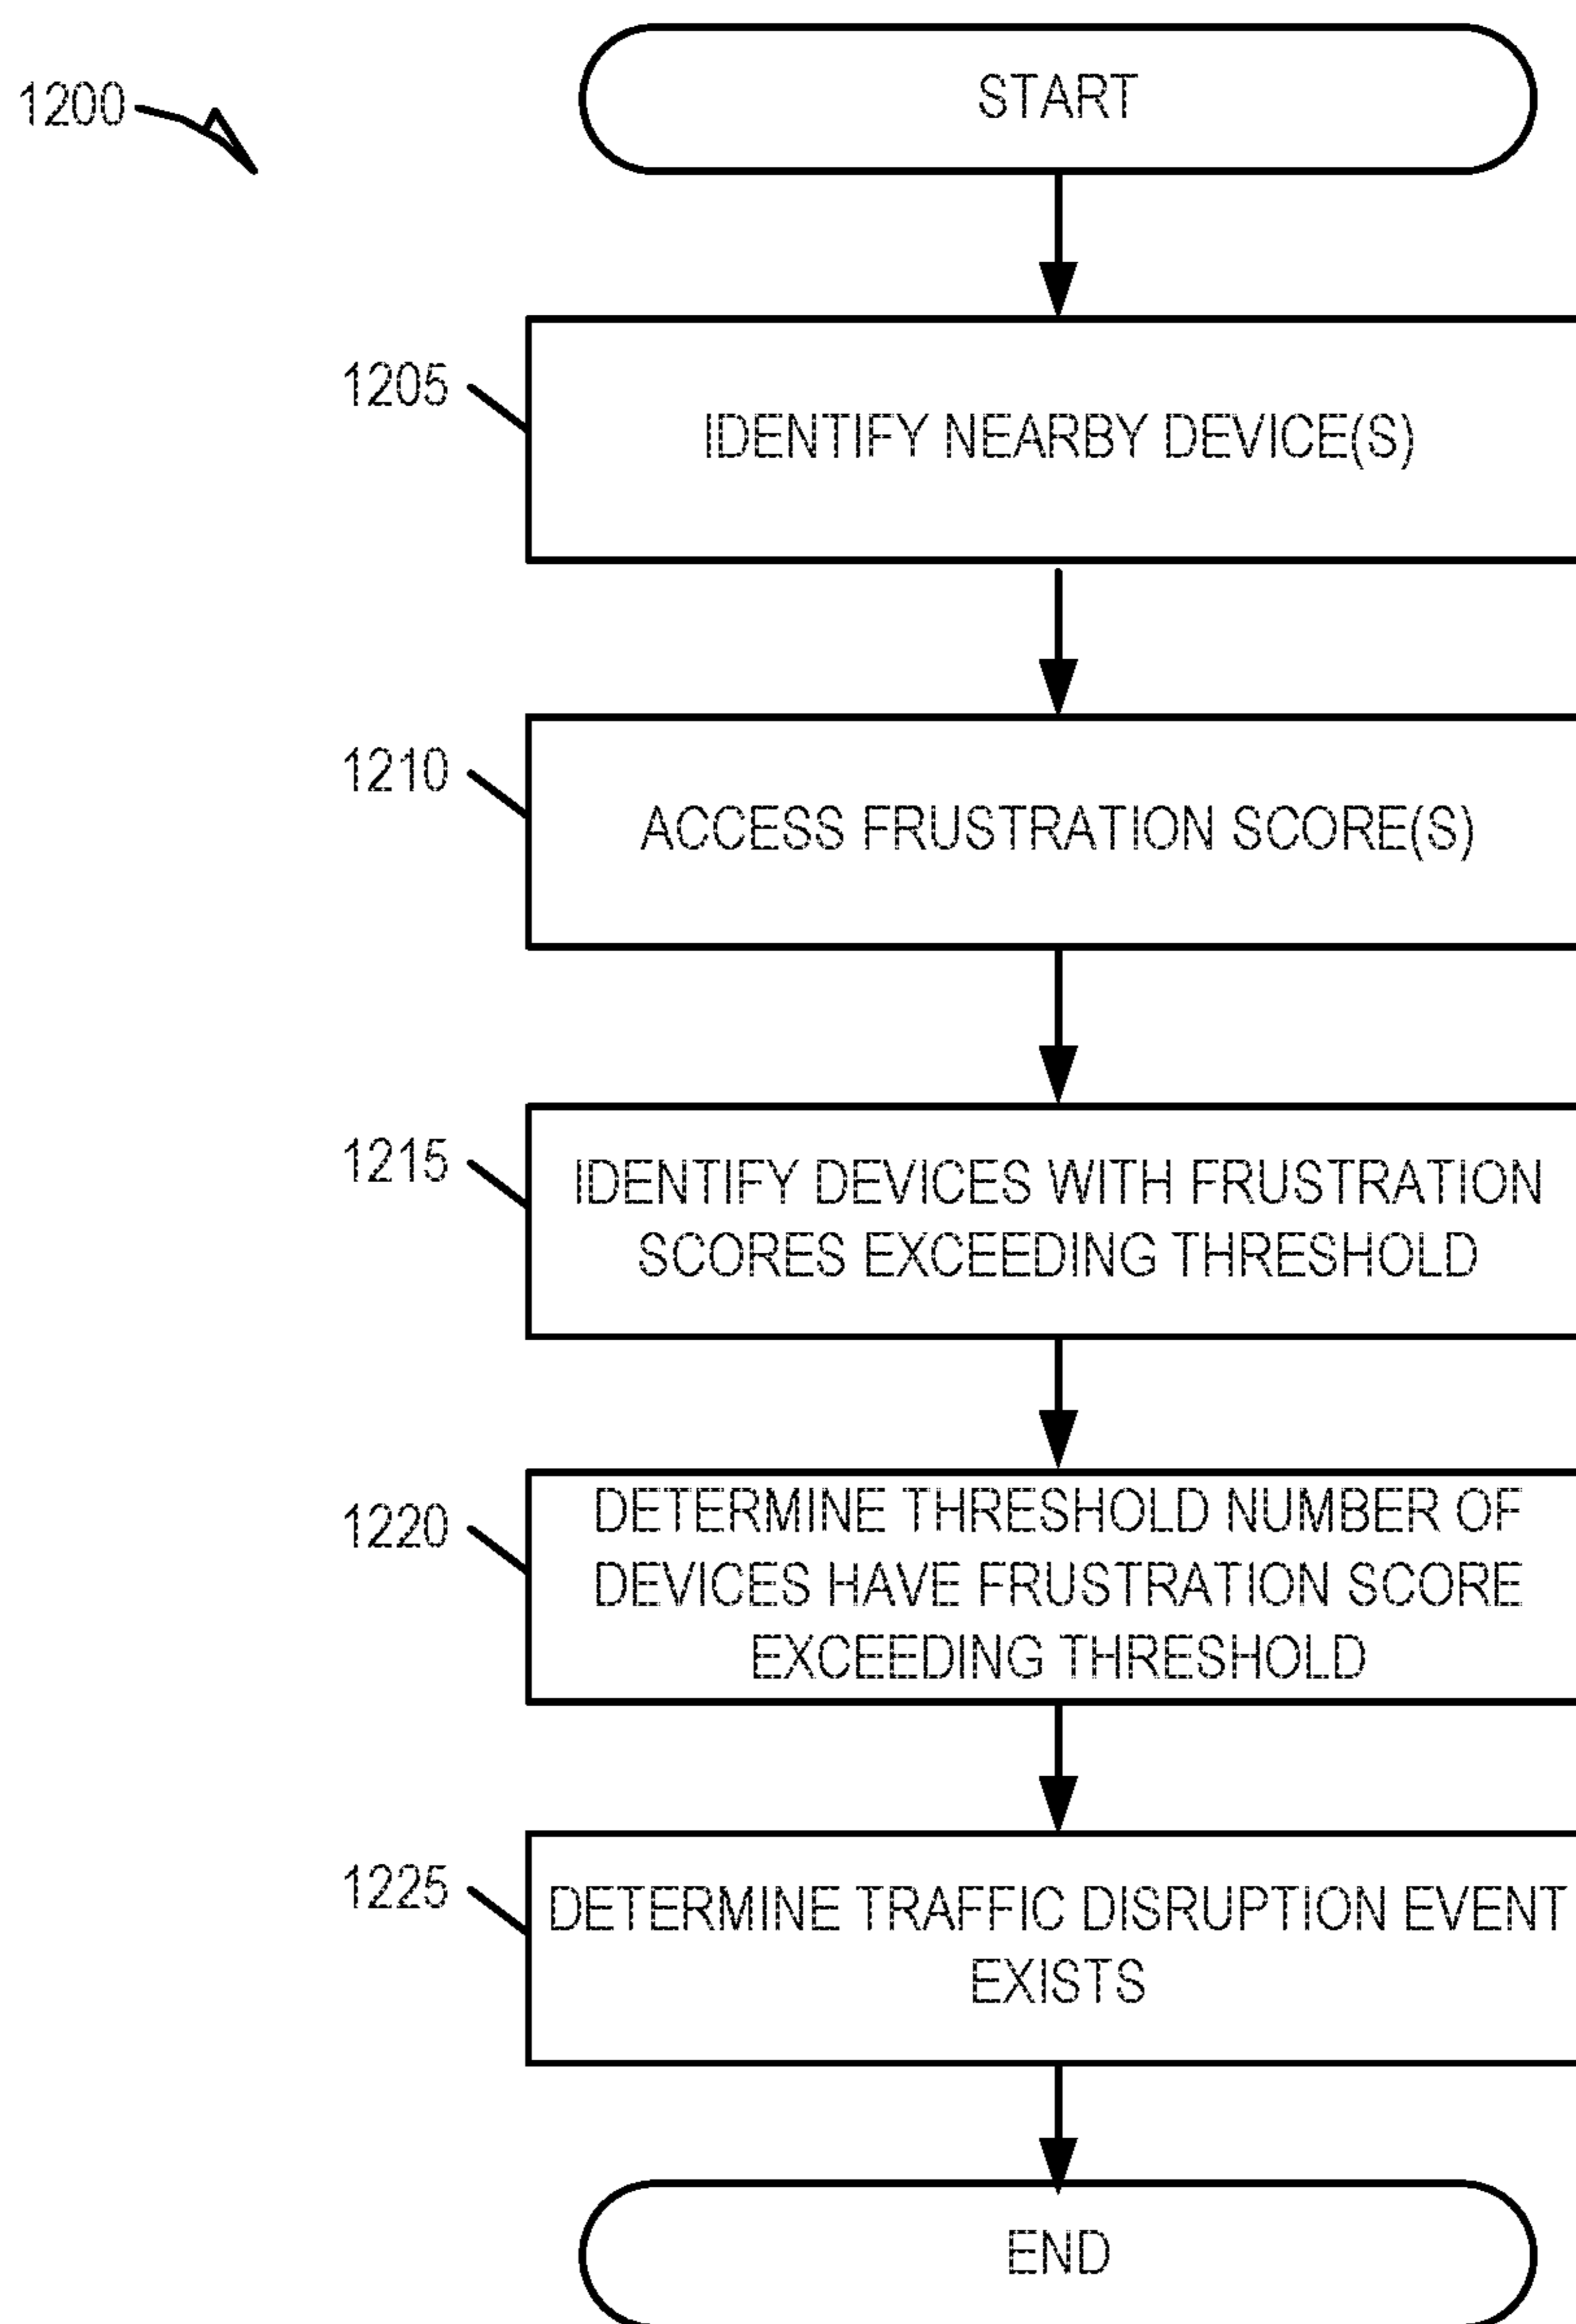 1200
START
1205
IDENTIFY NEARBY DEVICE(S)
1210
ACCESS FRUSTRATION SCORE(S)
1215
IDENTIFY DEVICES WITH FRUSTRATION
SCORES EXCEEDING THRESHOLD
1220
DETERMINE THRESHOLD NUMBER OF
DEVICES HAVE FRUSTRATION SCORE
EXCEEDING THRESHOLD
1225
DETERMINE TRAFFIC DISRUPTION EVENT
EXISTS
END